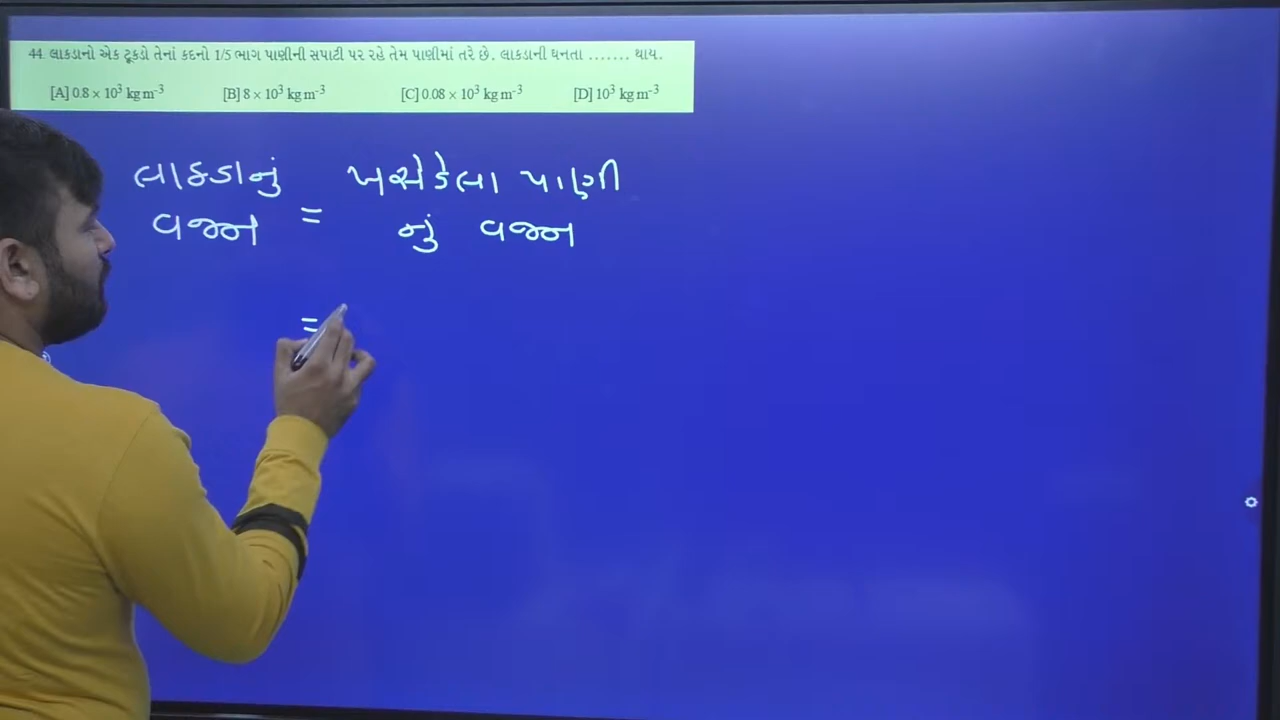 44. લાકડાનો એક ટૂકડો તેનાં કદનો 1/5 ભાગ પાણીની સપાટી પર રહે તેમ પાણીમાં તરે છે. લાકડાની ઘનતા ....... થાય.
[A] 0.8 × 10³ kg m⁻³ [B] 8 × 10³ kg m⁻³ [C] 0.08 × 10³ kg m⁻³ [D] 10³ kg m⁻³
લાકડાનું ખસેડેલા પાણી
વજન = નું વજન
=